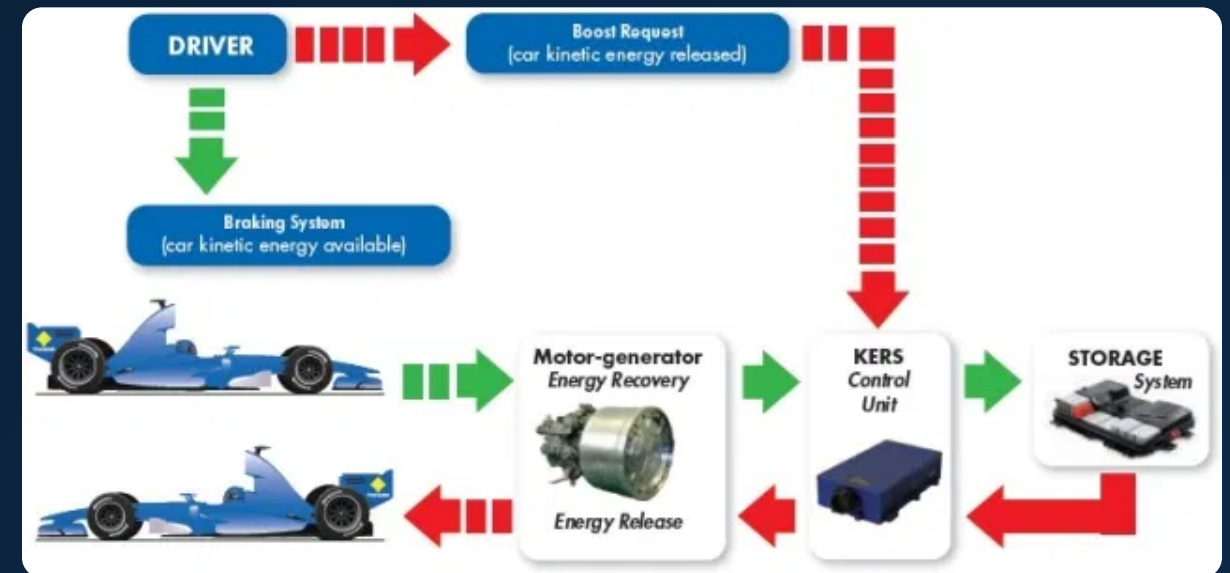 DRIVER
Boost Request
(car kinetic energy released)
Braking System
(car kinetic energy available)
Motor-generator
Energy Recovery
Energy Release
KERS
Control
Unit
STORAGE
System